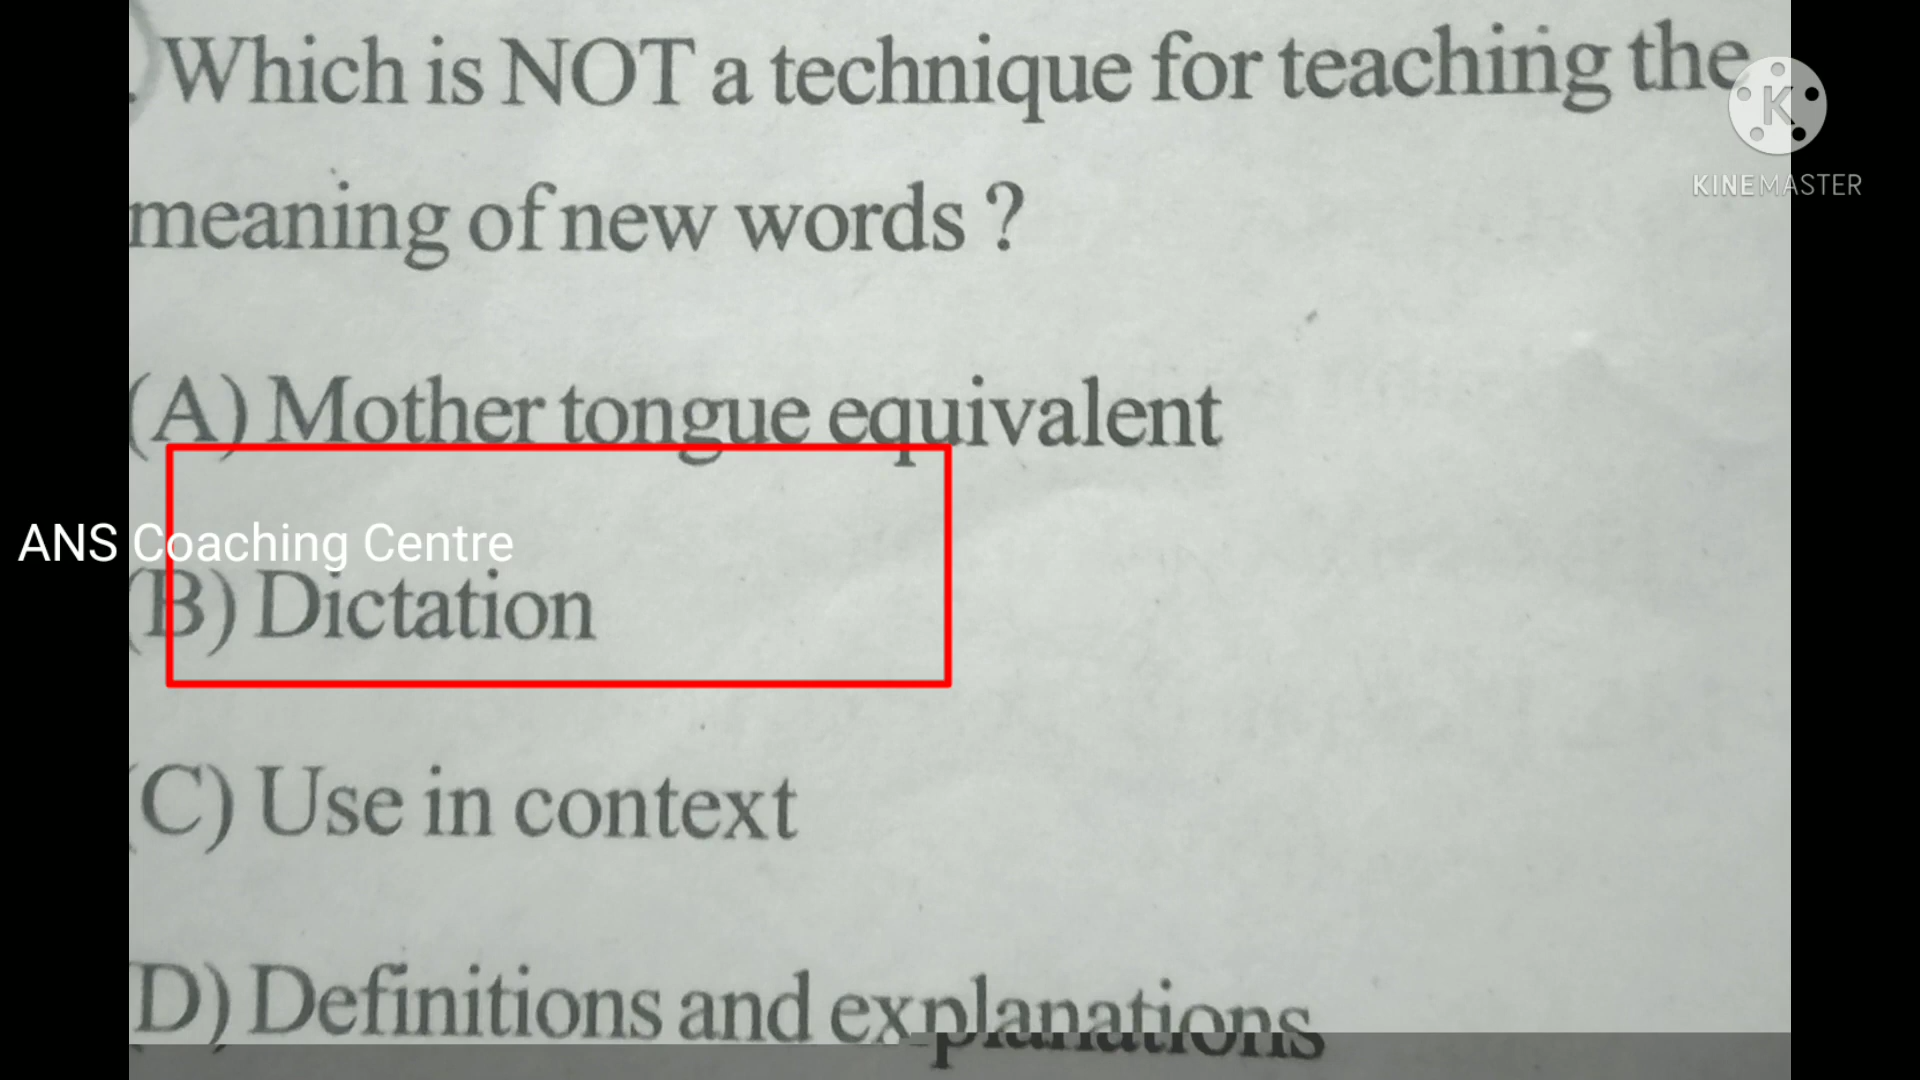 . Which is NOT a technique for teaching the
K
KINEMASTER
meaning of new words ?
(A) Mother tongue equivalent
ANS Coaching Centre
(B) Dictation
(C) Use in context
D) Definitions and explanations